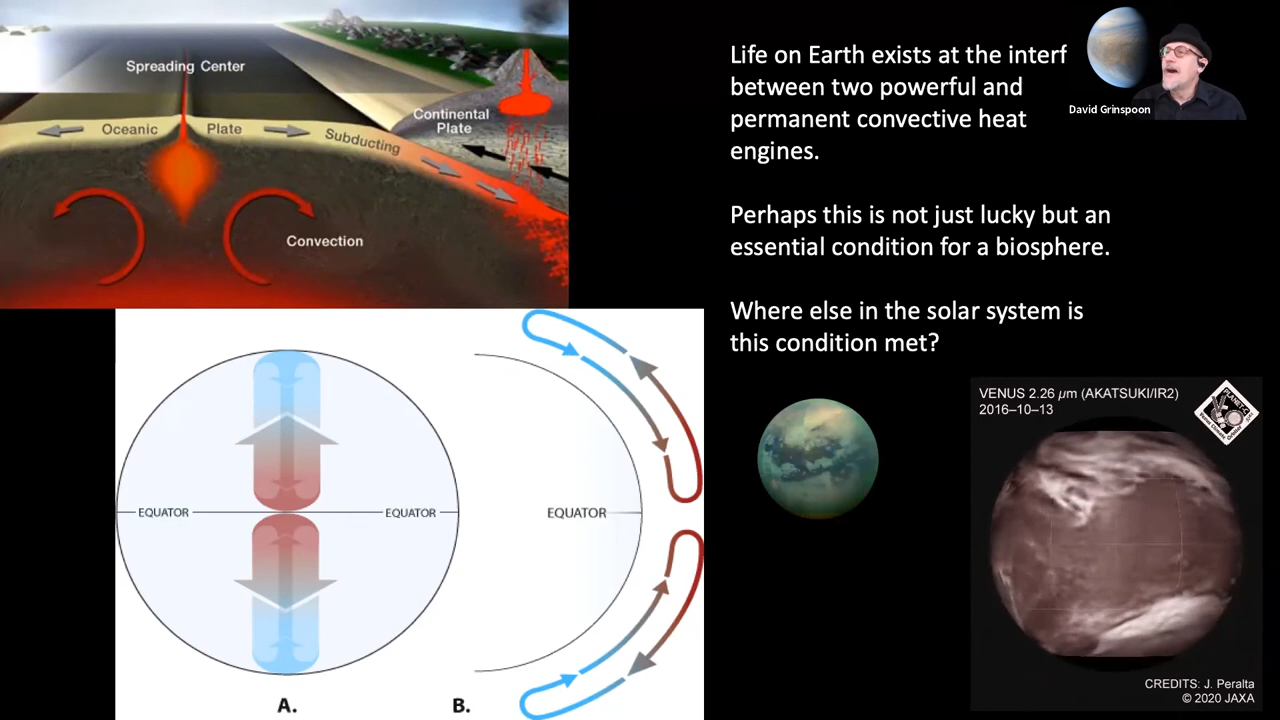 Spreading Center
Oceanic Plate
Subducting
Continental
Plate
Convection
Life on Earth exists at the interf
between two powerful and
permanent convective heat
engines.
David Grinspoon
Perhaps this is not just lucky but an
essential condition for a biosphere.
Where else in the solar system is
this condition met?
EQUATOR EQUATOR
EQUATOR
A. B.
VENUS 2.26 µm (AKATSUKI/IR2)
2016–10–13
CREDITS: J. Peralta
© 2020 JAXA